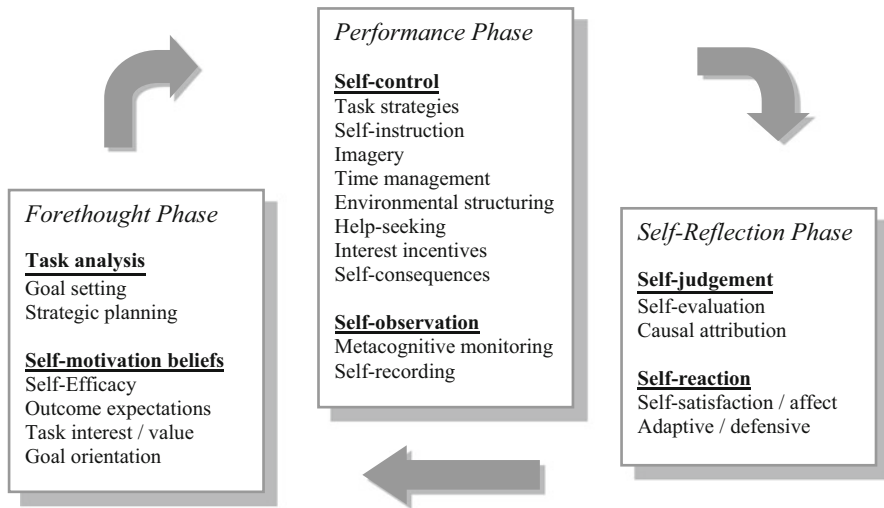 Performance Phase
Self-control
Task strategies
Self-instruction
Imagery
Time management
Environmental structuring
Help-seeking
Interest incentives
Self-consequences
Self-observation
Metacognitive monitoring
Self-recording
Forethought Phase
Task analysis
Goal setting
Strategic planning
Self-motivation beliefs
Self-Efficacy
Outcome expectations
Task interest / value
Goal orientation
Self-Reflection Phase
Self-judgement
Self-evaluation
Causal attribution
Self-reaction
Self-satisfaction / affect
Adaptive / defensive